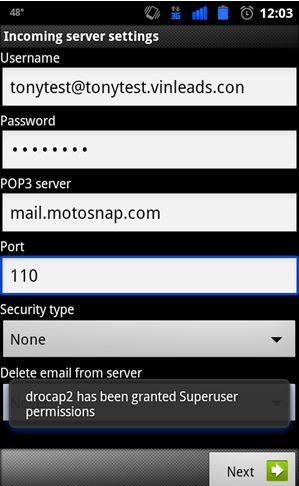 48° 3G 12:03
Incoming server settings
Username
tonytest@tonytest.vinleads.con
Password
••••••••
POP3 server
mail.motosnap.com
Port
110
Security type
None
Delete email from server
drocap2 has been granted Superuser
permissions
Next